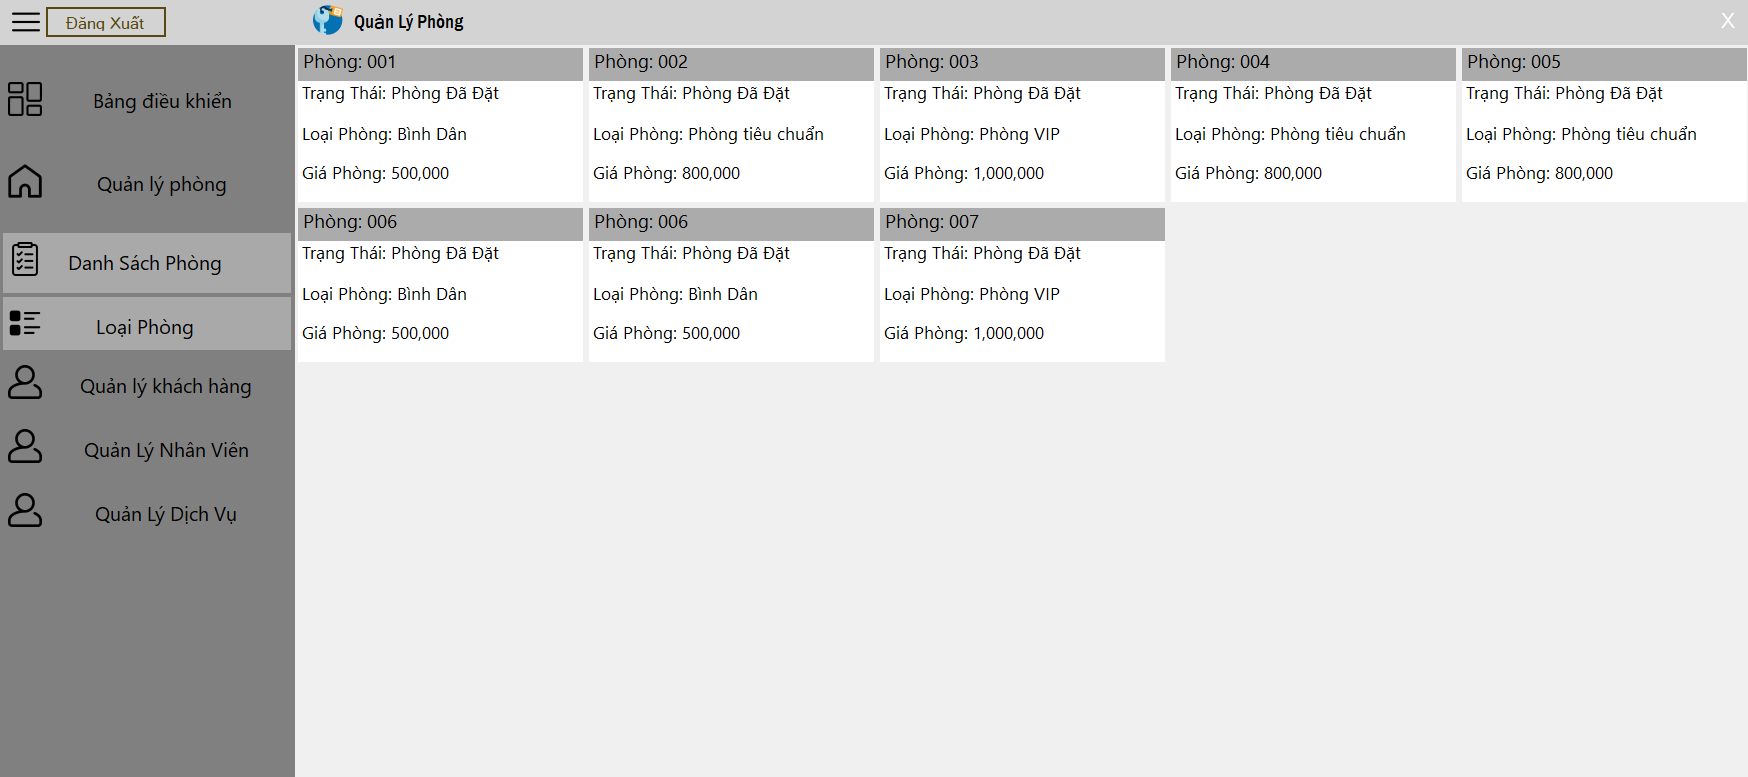 Đăng Xuất
Quản Lý Phòng
X
Bảng điều khiển
Quản lý phòng
Danh Sách Phòng
Loại Phòng
Quản lý khách hàng
Quản Lý Nhân Viên
Quản Lý Dịch Vụ
Phòng: 001
Trạng Thái: Phòng Đã Đặt
Loại Phòng: Bình Dân
Giá Phòng: 500,000
Phòng: 002
Trạng Thái: Phòng Đã Đặt
Loại Phòng: Phòng tiêu chuẩn
Giá Phòng: 800,000
Phòng: 003
Trạng Thái: Phòng Đã Đặt
Loại Phòng: Phòng VIP
Giá Phòng: 1,000,000
Phòng: 004
Trạng Thái: Phòng Đã Đặt
Loại Phòng: Phòng tiêu chuẩn
Giá Phòng: 800,000
Phòng: 005
Trạng Thái: Phòng Đã Đặt
Loại Phòng: Phòng tiêu chuẩn
Giá Phòng: 800,000
Phòng: 006
Trạng Thái: Phòng Đã Đặt
Loại Phòng: Bình Dân
Giá Phòng: 500,000
Phòng: 006
Trạng Thái: Phòng Đã Đặt
Loại Phòng: Bình Dân
Giá Phòng: 500,000
Phòng: 007
Trạng Thái: Phòng Đã Đặt
Loại Phòng: Phòng VIP
Giá Phòng: 1,000,000